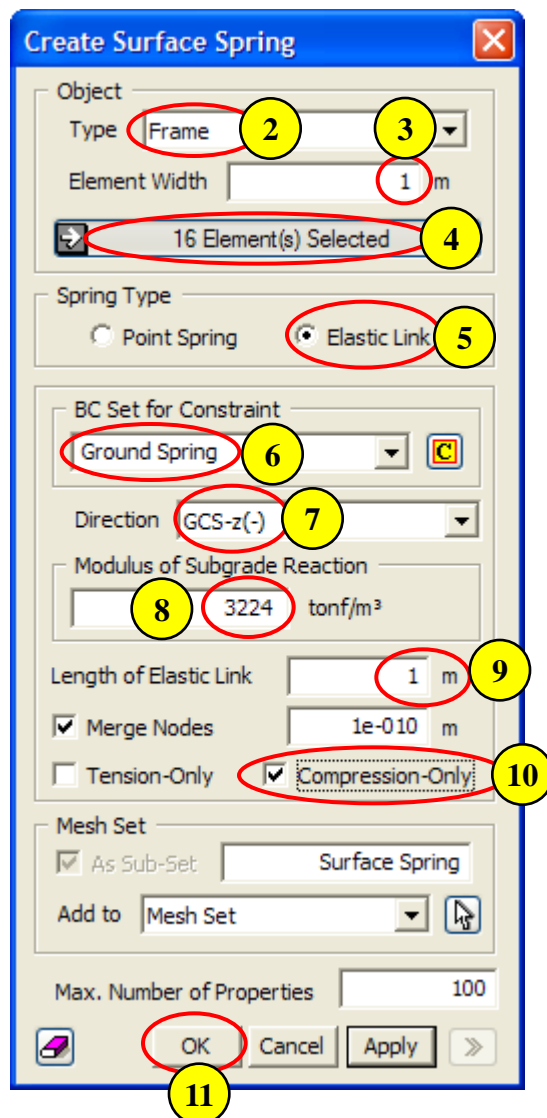 Create Surface Spring
Object
Type Frame 2 3
Element Width 1 m
16 Element(s) Selected 4
Spring Type
Point Spring Elastic Link 5
BC Set for Constraint
Ground Spring 6 C
Direction GCS-z(-) 7
Modulus of Subgrade Reaction
8 3224 tonf/m³
Length of Elastic Link 1 m 9
Merge Nodes 1e-010 m
Tension-Only Compression-Only 10
Mesh Set
As Sub-Set Surface Spring
Add to Mesh Set
Max. Number of Properties 100
OK Cancel Apply
11